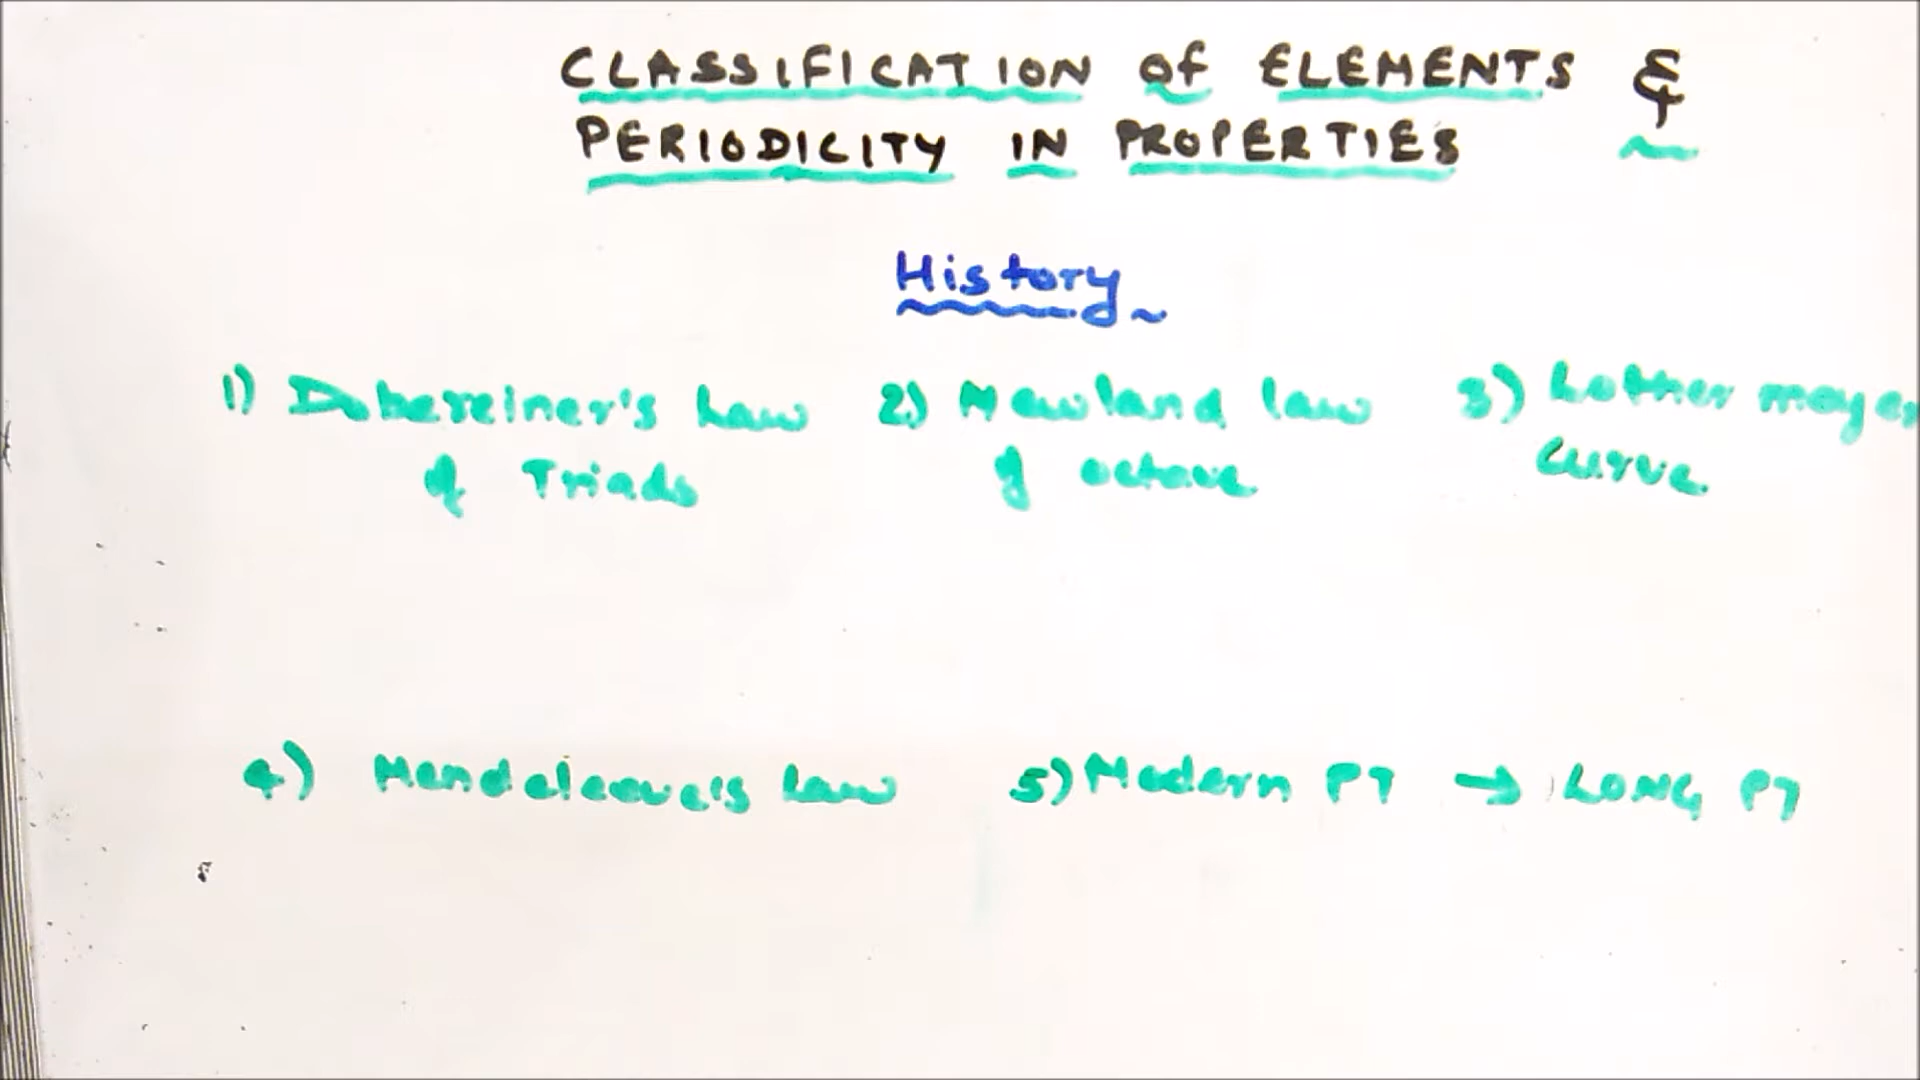 CLASSIFICATION of ELEMENTS &
PERIODICITY IN PROPERTIES
History
1) Dobereiner's Law of Triads
2) Newland law of octave
3) Lother mayer curve.
4) Mendeleeve's law
5) Modern PT → LONG PT